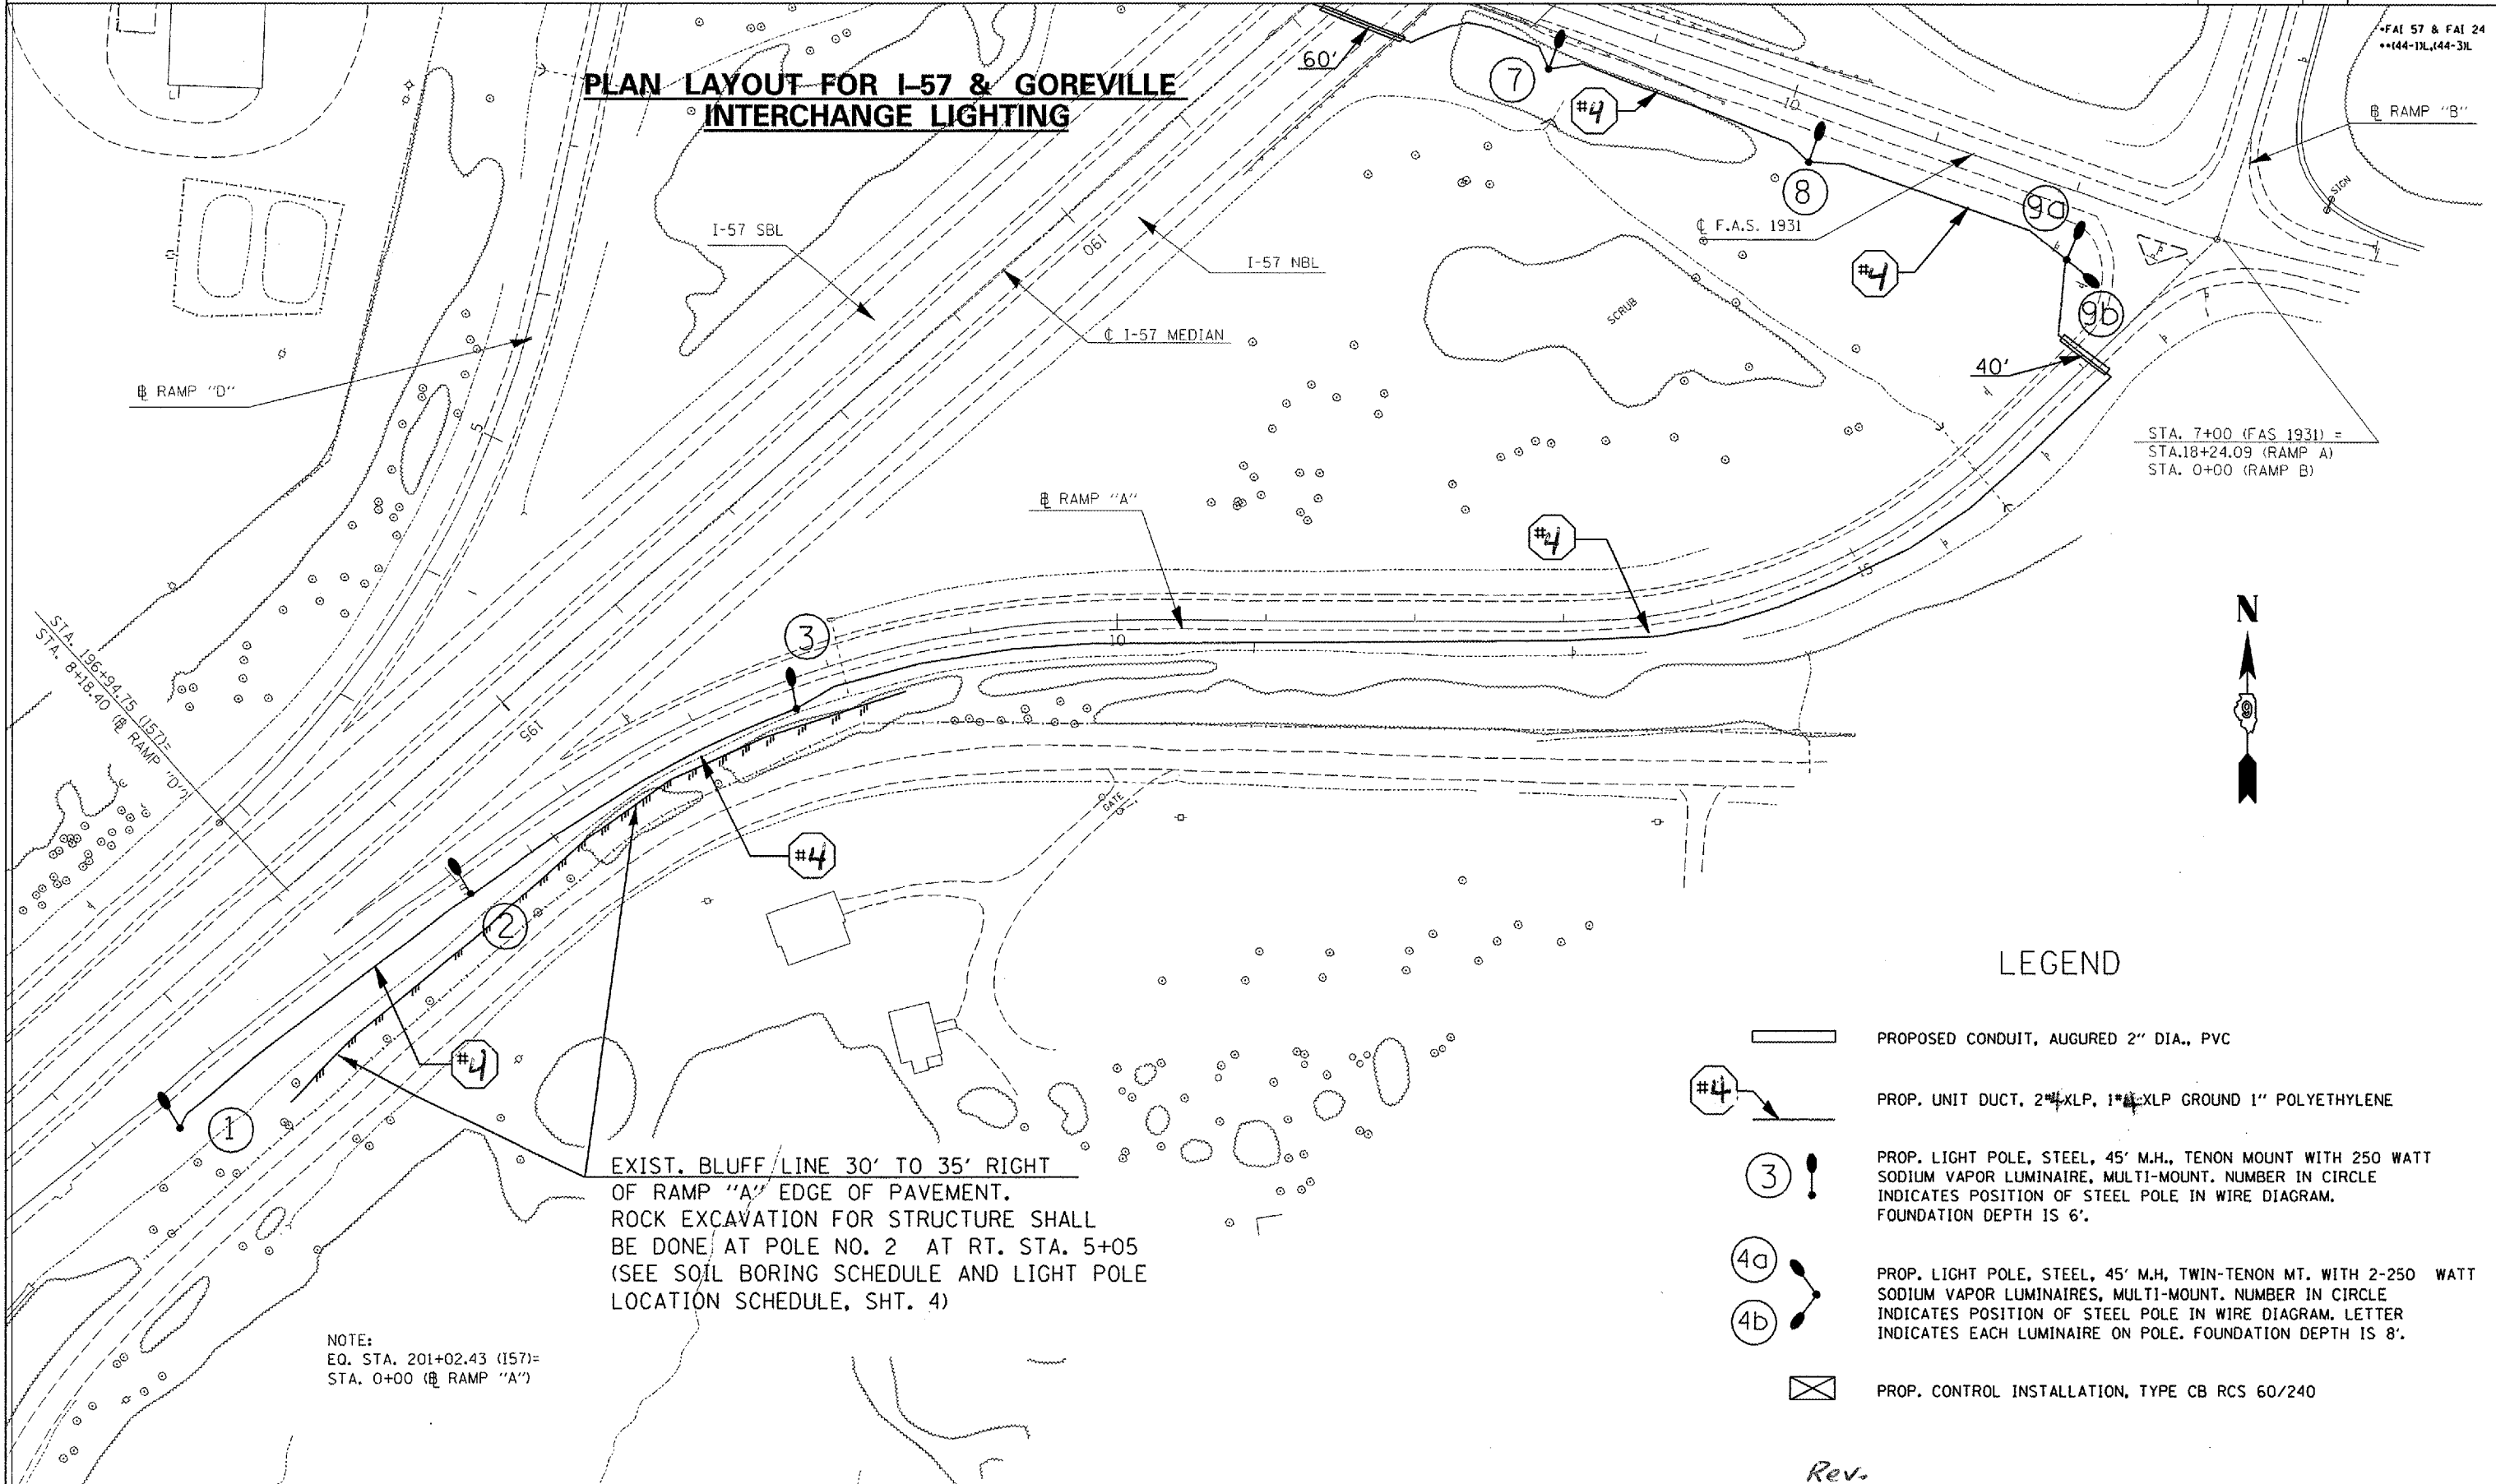 *FAI 57 & FAI 24
**(44-1)L,(44-3)L
PLAN LAYOUT FOR I-57 & GOREVILLE
INTERCHANGE LIGHTING
60'
7
#4
10
℄ RAMP "B"
8
9a
SIGN
I-57 SBL
190
℄ F.A.S. 1931
I-57 NBL
#4
9b
SCRUB
℄ I-57 MEDIAN
40'
℄ RAMP "D"
5
STA. 7+00 (FAS 1931) =
STA.18+24.09 (RAMP A)
STA. 0+00 (RAMP B)
℄ RAMP "A"
#4
15
N
9
STA. 196+94.75 (I57)=
STA. 8+18.40 (℄ RAMP "D")
3
10
195
GATE
#4
2
#4
1
LEGEND
PROPOSED CONDUIT, AUGURED 2" DIA., PVC
#4
PROP. UNIT DUCT, 2#4XLP, 1#4XLP GROUND 1" POLYETHYLENE
3
PROP. LIGHT POLE, STEEL, 45' M.H., TENON MOUNT WITH 250 WATT
SODIUM VAPOR LUMINAIRE, MULTI-MOUNT. NUMBER IN CIRCLE
INDICATES POSITION OF STEEL POLE IN WIRE DIAGRAM.
FOUNDATION DEPTH IS 6'.
4a
4b
PROP. LIGHT POLE, STEEL, 45' M.H, TWIN-TENON MT. WITH 2-250 WATT
SODIUM VAPOR LUMINAIRES, MULTI-MOUNT. NUMBER IN CIRCLE
INDICATES POSITION OF STEEL POLE IN WIRE DIAGRAM. LETTER
INDICATES EACH LUMINAIRE ON POLE. FOUNDATION DEPTH IS 8'.
PROP. CONTROL INSTALLATION, TYPE CB RCS 60/240
EXIST. BLUFF LINE 30' TO 35' RIGHT
OF RAMP "A" EDGE OF PAVEMENT.
ROCK EXCAVATION FOR STRUCTURE SHALL
BE DONE AT POLE NO. 2 AT RT. STA. 5+05
(SEE SOIL BORING SCHEDULE AND LIGHT POLE
LOCATION SCHEDULE, SHT. 4)
NOTE:
EQ. STA. 201+02.43 (I57)=
STA. 0+00 (℄ RAMP "A")
Rev.